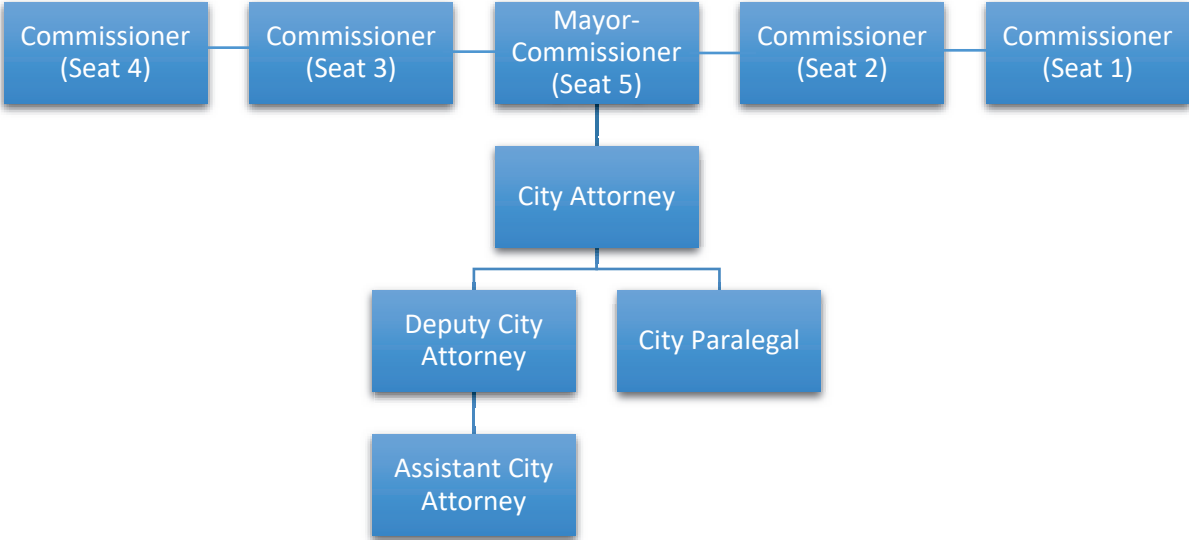 Commissioner
(Seat 4)
Commissioner
(Seat 3)
Mayor-
Commissioner
(Seat 5)
Commissioner
(Seat 2)
Commissioner
(Seat 1)
City Attorney
Deputy City
Attorney
City Paralegal
Assistant City
Attorney